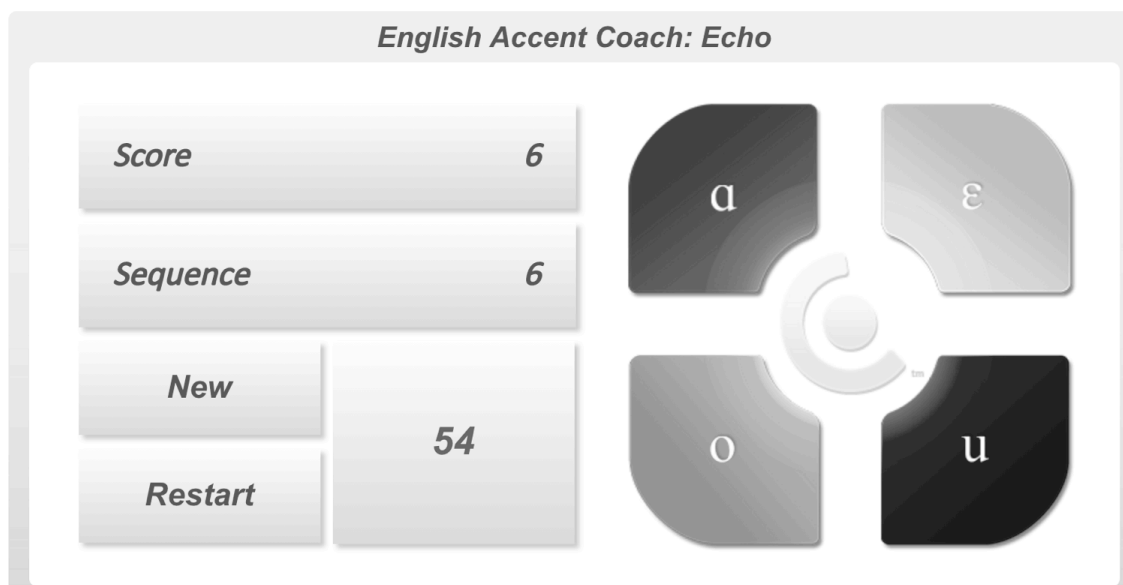 English Accent Coach: Echo
Score 6
Sequence 6
New
Restart
54
ɑ ɛ
tm
o u